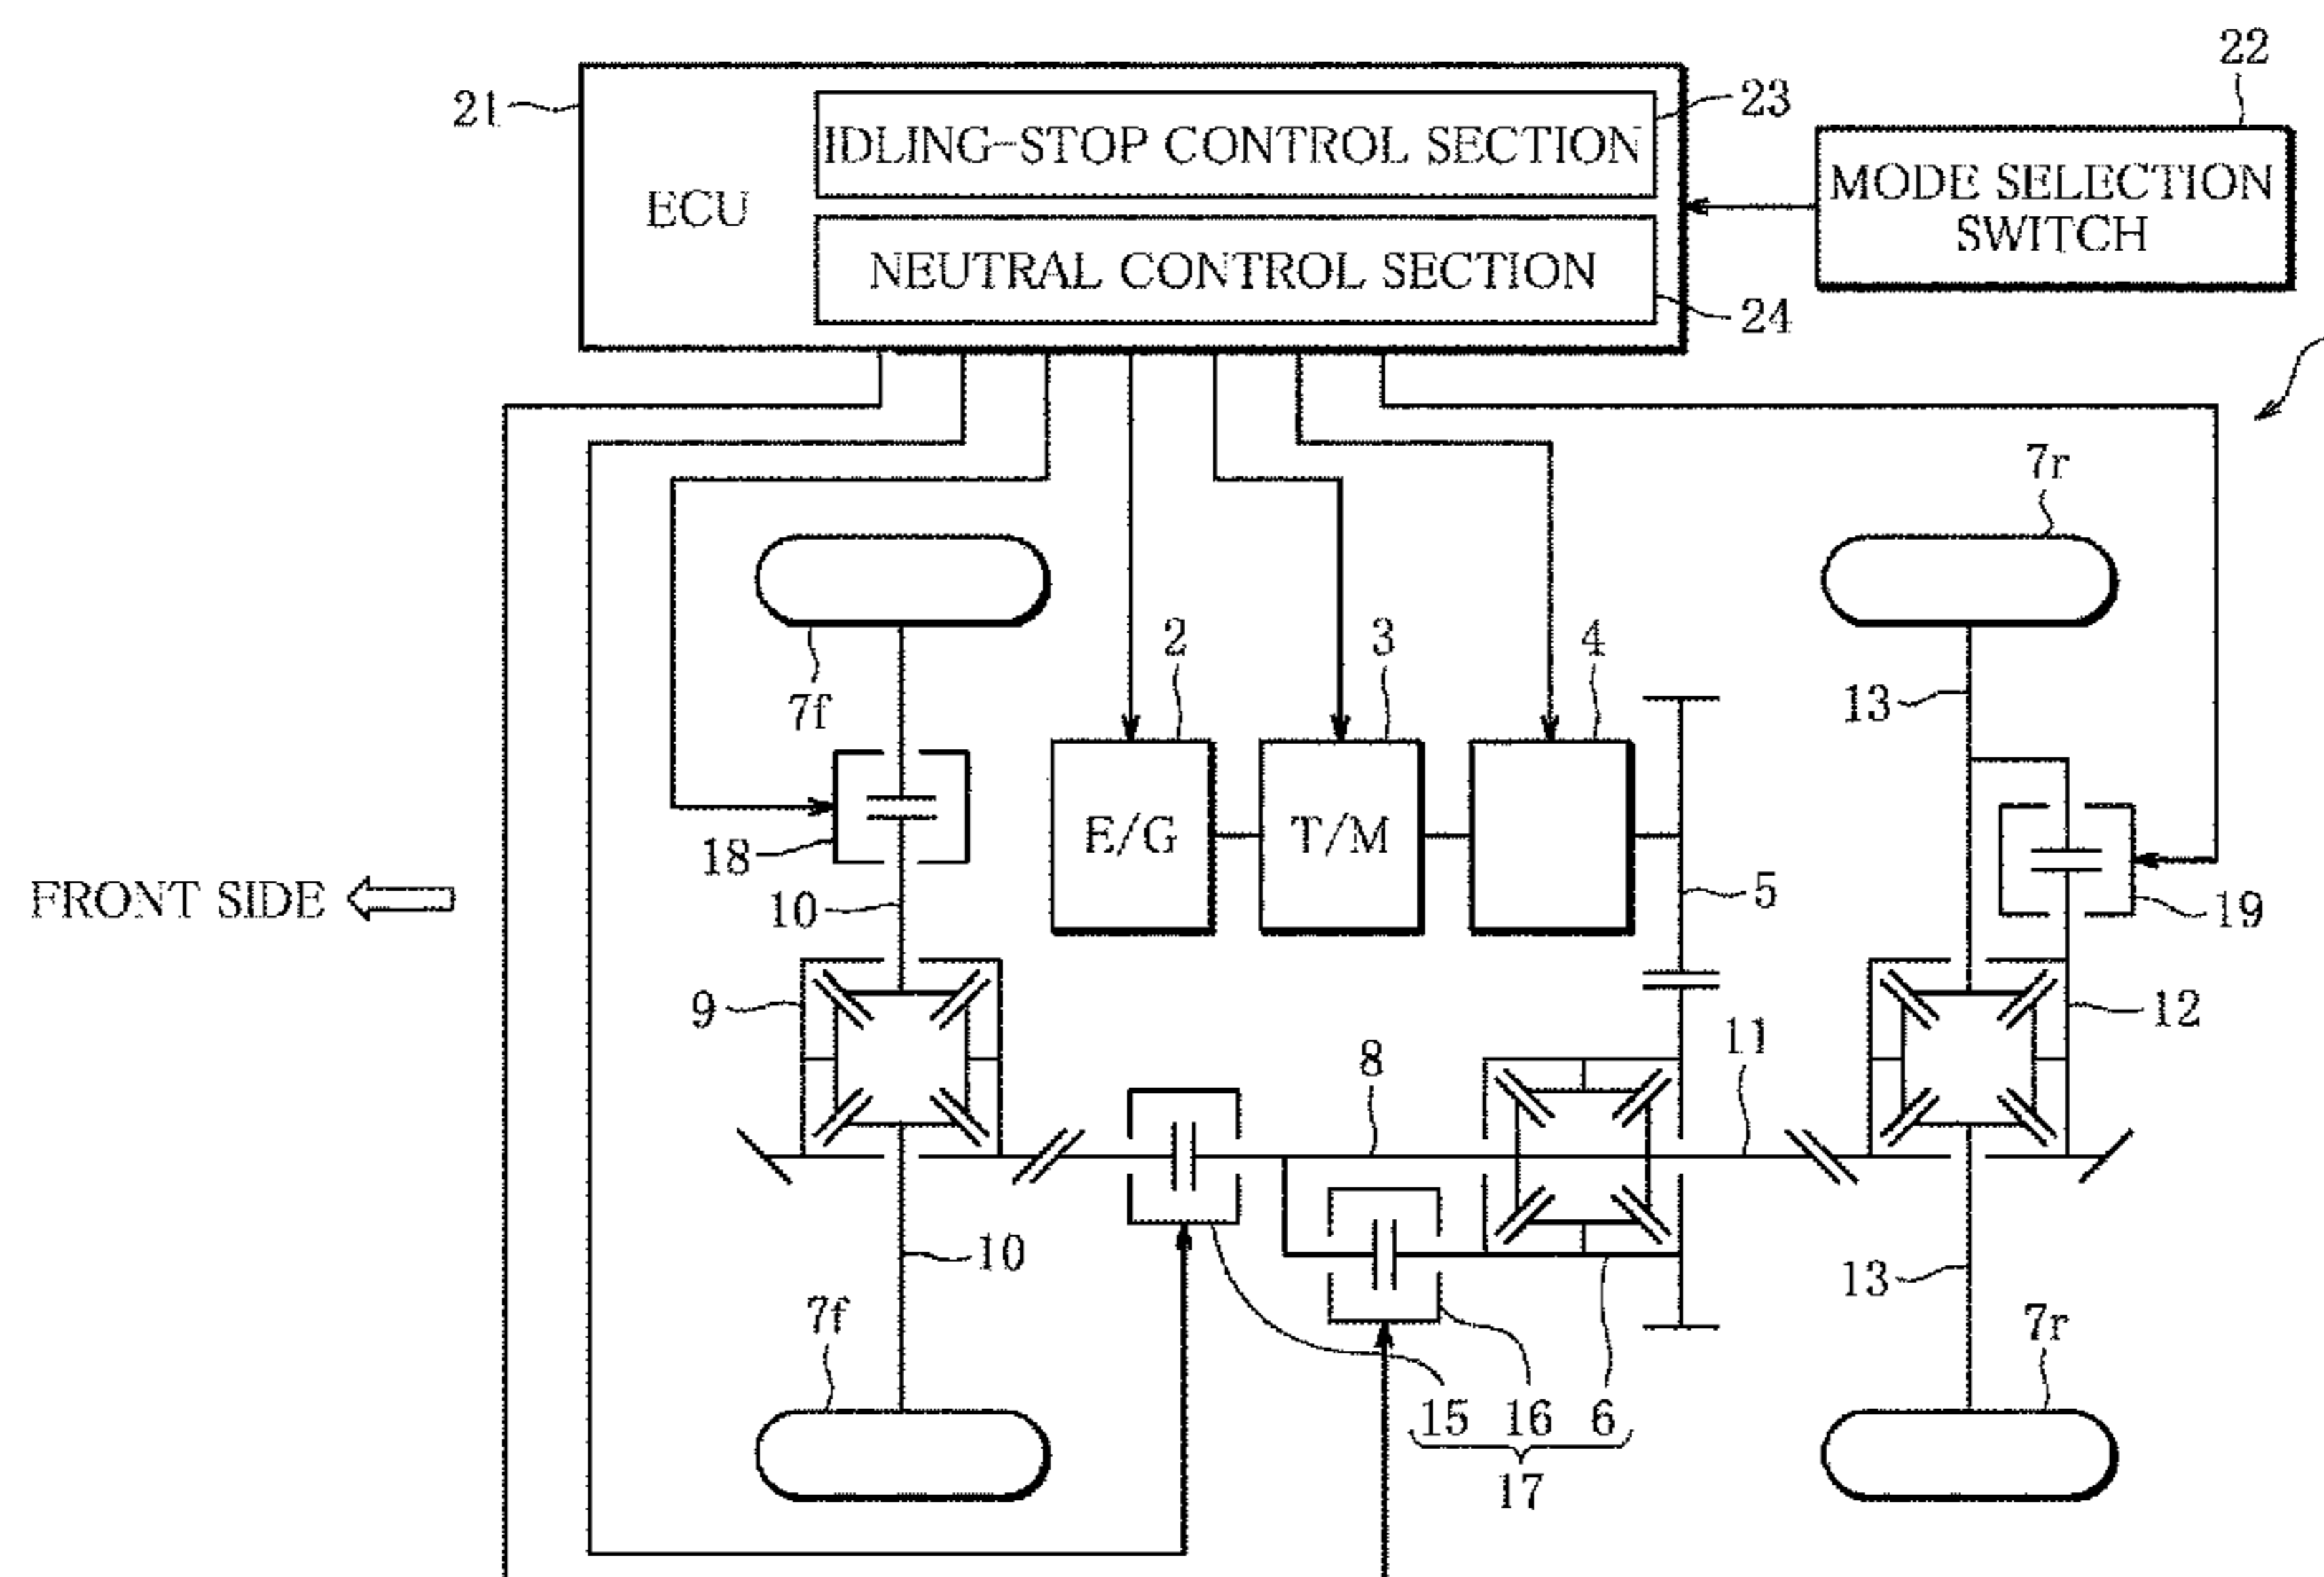 22
21
23
IDLING-STOP CONTROL SECTION
MODE SELECTION
SWITCH
ECU
NEUTRAL CONTROL SECTION
24
7r
2
3
4
7f
13
E/G
T/M
18
5
FRONT SIDE
10
19
9
12
8
11
10
13
7f
7r
15 16 6
17